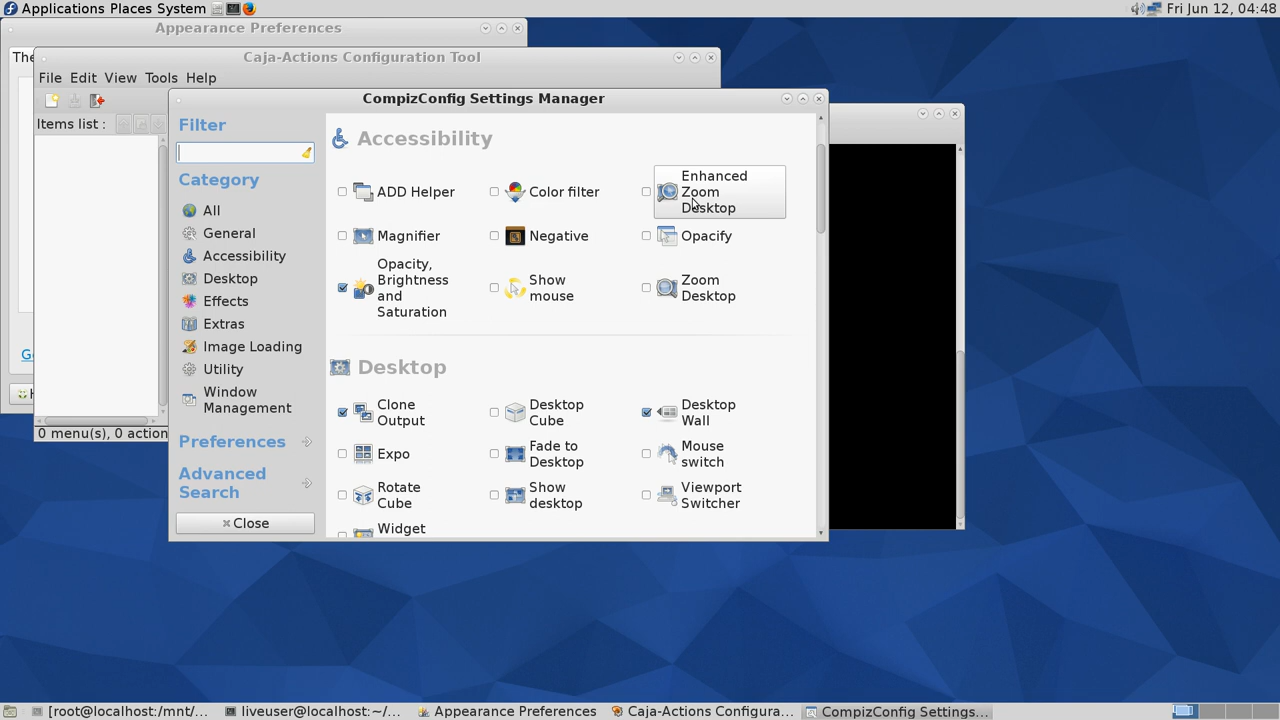 Applications Places System
Fri Jun 12, 04:48
Appearance Preferences
The
Caja-Actions Configuration Tool
File Edit View Tools Help
Items list :
0 menu(s), 0 action
CompizConfig Settings Manager
Filter
Category
All
General
Accessibility
Desktop
Effects
Extras
Image Loading
Utility
Window
Management
Preferences
Advanced
Search
Close
Accessibility
ADD Helper
Color filter
Enhanced
Zoom
Desktop
Magnifier
Negative
Opacify
Opacity,
Brightness
and
Saturation
Show
mouse
Zoom
Desktop
Desktop
Clone
Output
Desktop
Cube
Desktop
Wall
Expo
Fade to
Desktop
Mouse
switch
Rotate
Cube
Show
desktop
Viewport
Switcher
Widget
[root@localhost:/mnt/...
liveuser@localhost:~/...
Appearance Preferences
Caja-Actions Configura...
CompizConfig Settings...